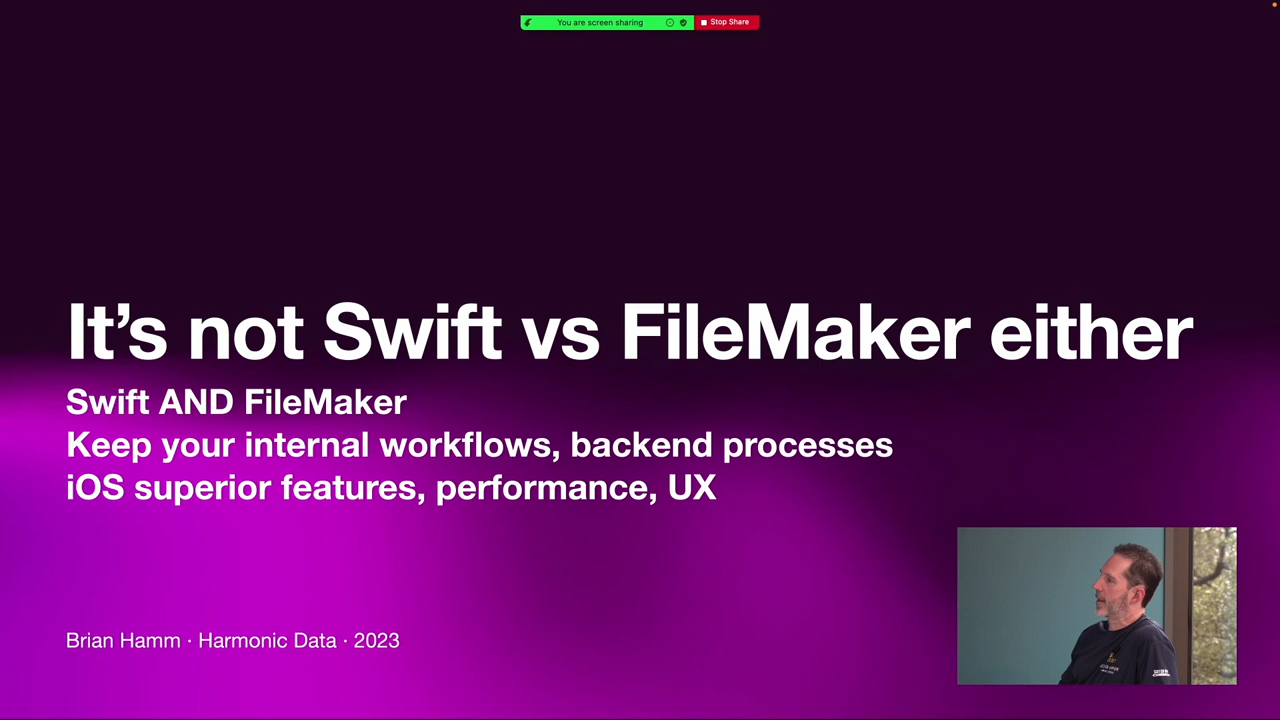 You are screen sharing
Stop Share
It's not Swift vs FileMaker either
Swift AND FileMaker
Keep your internal workflows, backend processes
iOS superior features, performance, UX
Brian Hamm · Harmonic Data · 2023